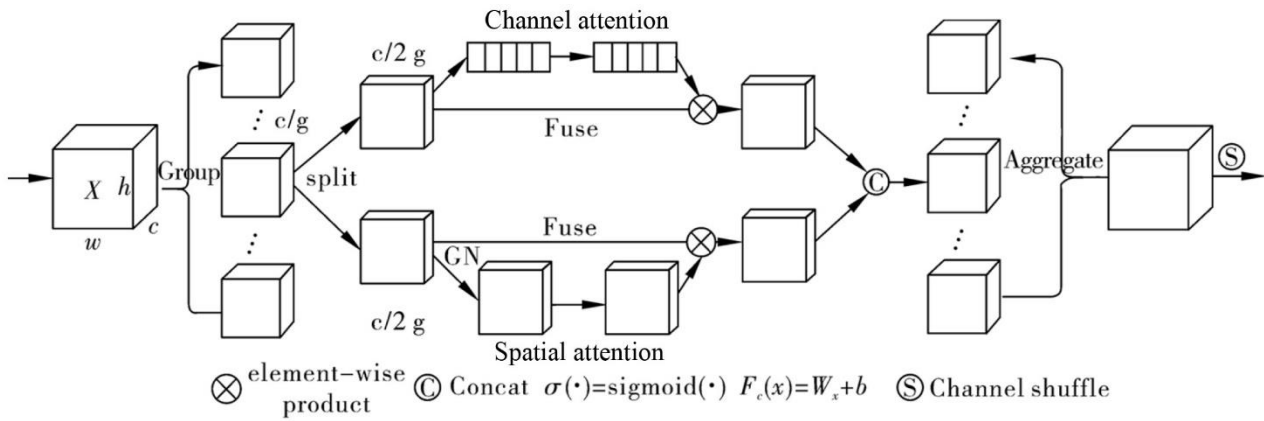 Channel attention
c/2 g
⋮ c/g
Fuse
Group
split
X
h
w
c
C
Aggregate
S
Fuse
GN
c/2 g
Spatial attention
⊗ element-wise product
Ⓒ Concat σ(·)=sigmoid(·) F_c(x)=W_x+b Ⓢ Channel shuffle